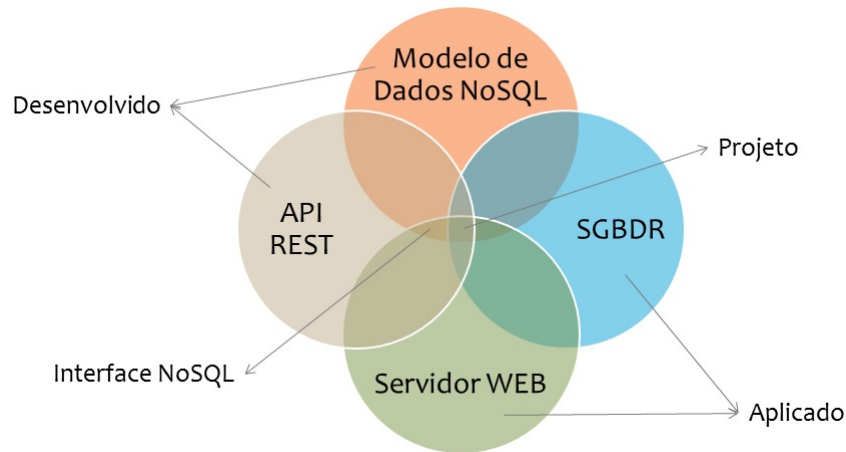 Modelo de
Dados NoSQL
Desenvolvido
Projeto
API
REST
SGBDR
Interface NoSQL
Servidor WEB
Aplicado